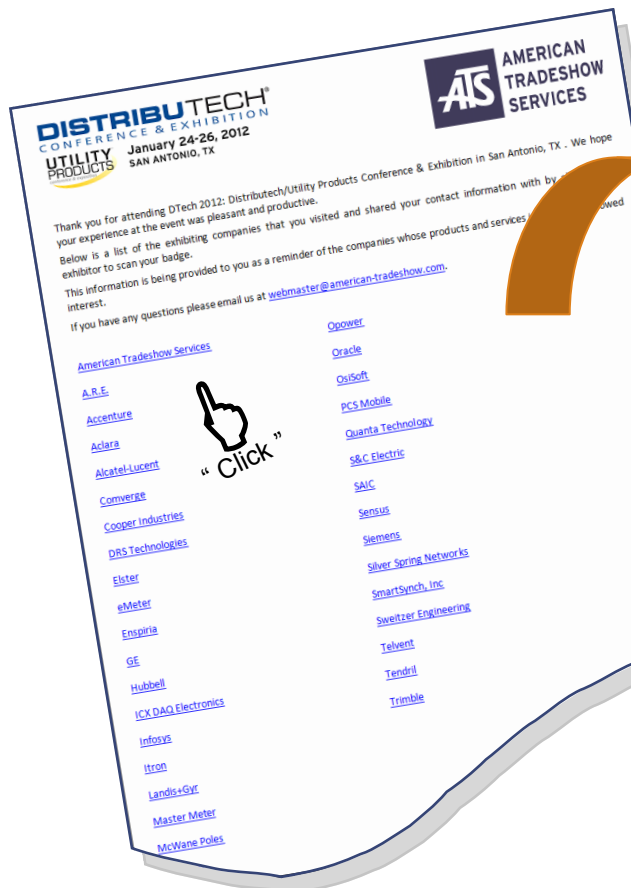 DISTRIBUTECH®
CONFERENCE & EXHIBITION
UTILITY PRODUCTS
January 24-26, 2012
SAN ANTONIO, TX
ATS
AMERICAN
TRADESHOW
SERVICES
Thank you for attending DTech 2012: Distributech/Utility Products Conference & Exhibition in San Antonio, TX . We hope
your experience at the event was pleasant and productive.
Below is a list of the exhibiting companies that you visited and shared your contact information with by
exhibitor to scan your badge.
This information is being provided to you as a reminder of the companies whose products and services
interest.
If you have any questions please email us at webmaster@american-tradeshow.com.
American Tradeshow Services
A.R.E.
Accenture
Aclara
Alcatel-Lucent
Comverge
Cooper Industries
DRS Technologies
Elster
eMeter
Enspiria
GE
Hubbell
ICX DAQ Electronics
Infosys
Itron
Landis+Gyr
Master Meter
McWane Poles
Opower
Oracle
OsiSoft
PCS Mobile
Quanta Technology
S&C Electric
SAIC
Sensus
Siemens
Silver Spring Networks
SmartSynch, Inc
Sweitzer Engineering
Telvent
Tendril
Trimble
“ Click ”